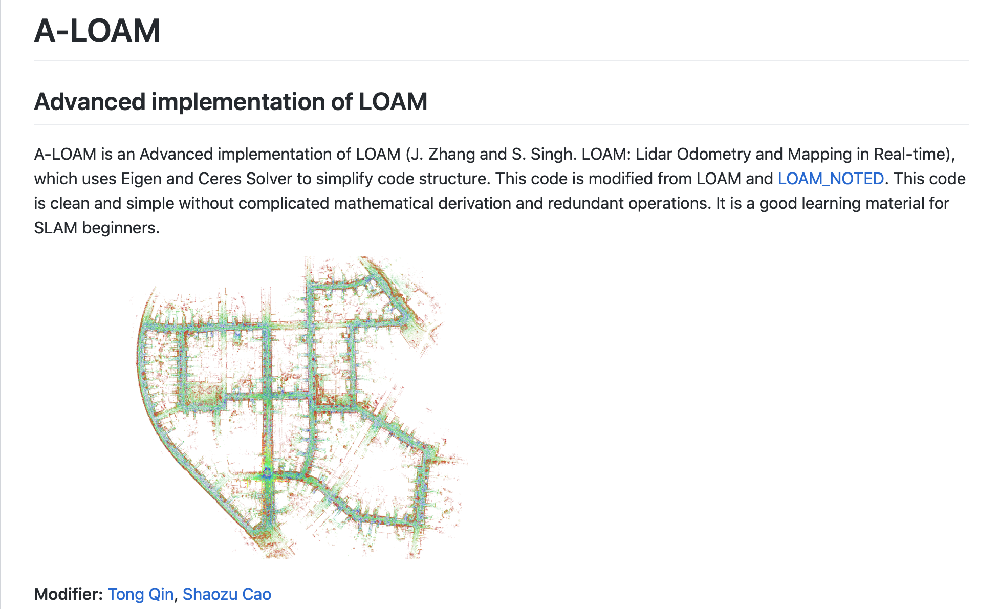 A-LOAM
Advanced implementation of LOAM
A-LOAM is an Advanced implementation of LOAM (J. Zhang and S. Singh. LOAM: Lidar Odometry and Mapping in Real-time),
which uses Eigen and Ceres Solver to simplify code structure. This code is modified from LOAM and LOAM_NOTED. This code
is clean and simple without complicated mathematical derivation and redundant operations. It is a good learning material for
SLAM beginners.
Modifier: Tong Qin, Shaozu Cao